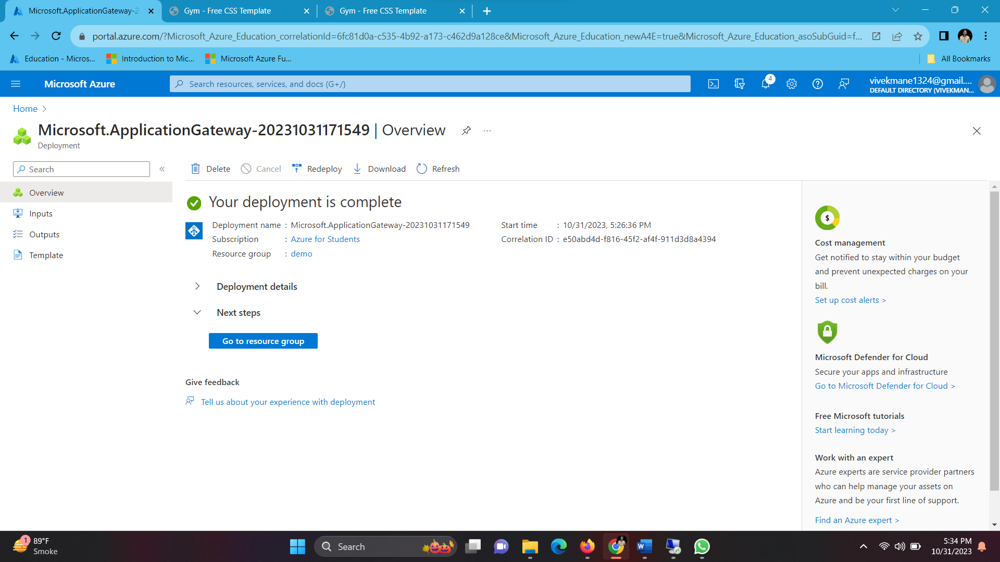 Microsoft.ApplicationGateway-2
Gym - Free CSS Template
Gym - Free CSS Template
portal.azure.com/?Microsoft_Azure_Education_correlationId=6fc81d0a-c535-4b92-a173-c462d9a128ce&Microsoft_Azure_Education_newA4E=true&Microsoft_Azure_Education_asoSubGuid=f...
Education - Micros...
Introduction to Mic...
Microsoft Azure Fu...
All Bookmarks
Microsoft Azure
Search resources, services, and docs (G+/)
4
vivekmane1324@gmail....
DEFAULT DIRECTORY (VIVEKMAN...
Home
Microsoft.ApplicationGateway-20231031171549 | Overview
Deployment
Search
Delete
Cancel
Redeploy
Download
Refresh
Overview
Inputs
Outputs
Template
Your deployment is complete
Deployment name : Microsoft.ApplicationGateway-20231031171549
Subscription : Azure for Students
Resource group : demo
Start time : 10/31/2023, 5:26:36 PM
Correlation ID : e50abd4d-f816-45f2-af4f-911d3d8a4394
Deployment details
Next steps
Go to resource group
Give feedback
Tell us about your experience with deployment
$
Cost management
Get notified to stay within your budget
and prevent unexpected charges on your
bill.
Set up cost alerts >
Microsoft Defender for Cloud
Secure your apps and infrastructure
Go to Microsoft Defender for Cloud >
Free Microsoft tutorials
Start learning today >
Work with an expert
Azure experts are service provider partners
who can help manage your assets on
Azure and be your first line of support.
Find an Azure expert >
1
89°F
Smoke
Search
W
5:34 PM
10/31/2023